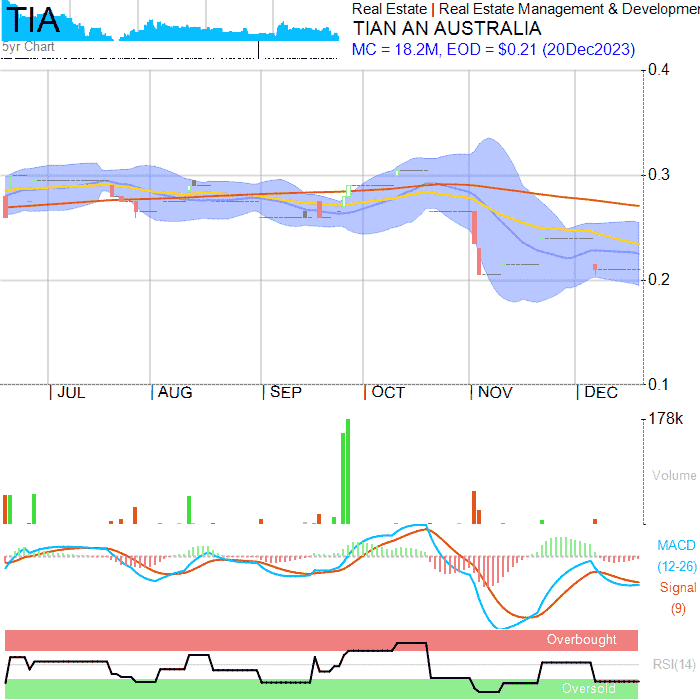 TIA
5yr Chart
Real Estate | Real Estate Management & Developmen
TIAN AN AUSTRALIA
MC = 18.2M, EOD = $0.21 (20Dec2023)
0.4
0.3
0.2
0.1
JUL AUG SEP OCT NOV DEC
178k
Volume
MACD
(12-26)
Signal
(9)
Overbought
RSI(14)
Oversold